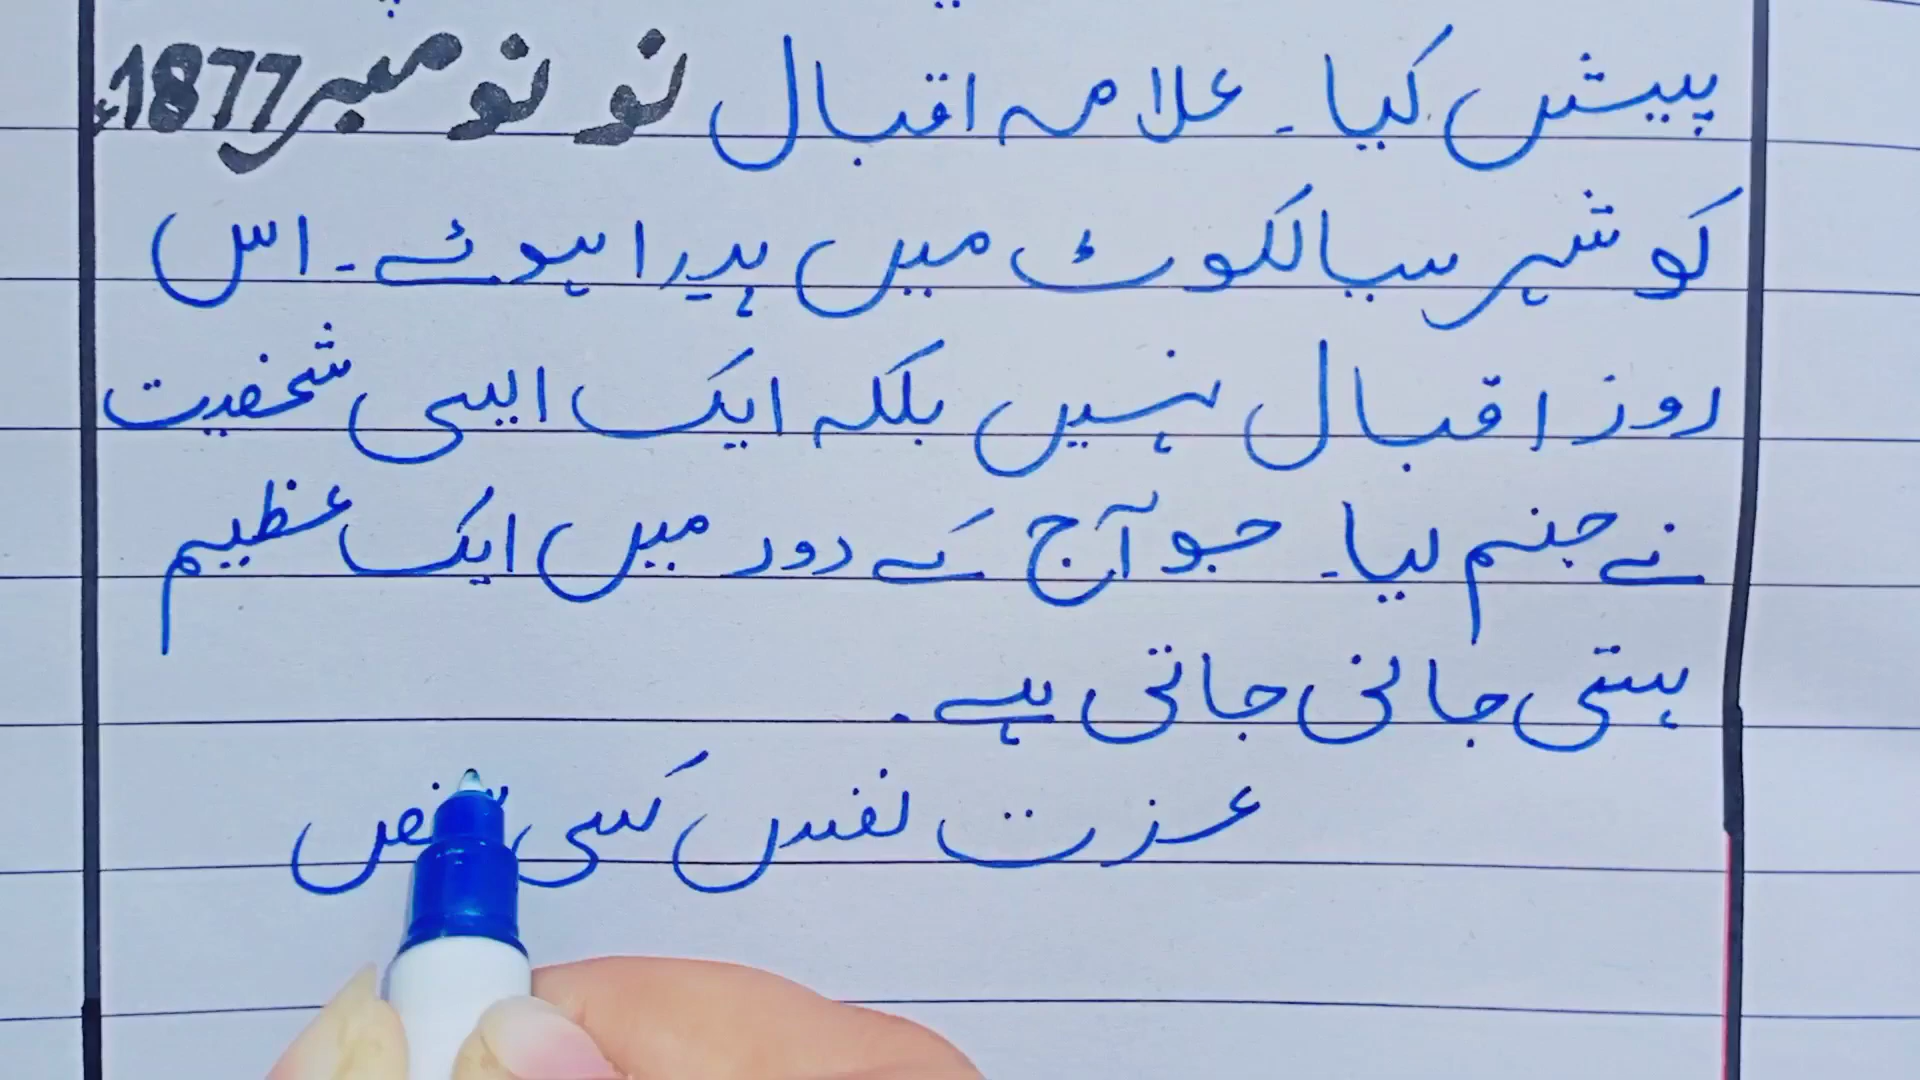 پیش کیا۔ علامہ اقبال نو نومبر 1877ء
کو شہر سیالکوٹ میں پیدا ہوئے۔ اس
روز اقبال نہیں بلکہ ایک ایسی شخصیت
نے جنم لیا۔ جو آج کے دور میں ایک عظیم
ہستی جانی جاتی ہے.
عزت نفس کسی